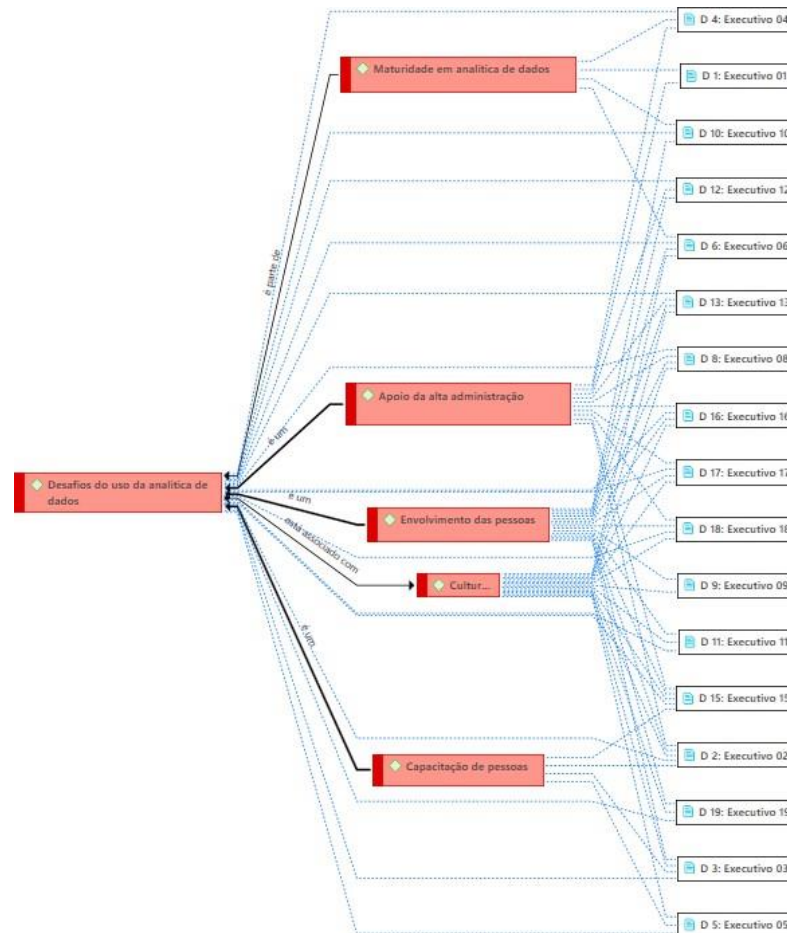 D 4: Executivo 04
Maturidade em analítica de dados
D 1: Executivo 01
D 10: Executivo 10
D 12: Executivo 12
D 6: Executivo 06
é parte de
D 13: Executivo 13
D 8: Executivo 08
Apoio da alta administração
D 16: Executivo 16
é um
D 17: Executivo 17
Desafios do uso da analítica de
dados
é um
Envolvimento das pessoas
D 18: Executivo 18
está associado com
Cultur...
D 9: Executivo 09
D 11: Executivo 11
é um
D 15: Executivo 15
D 2: Executivo 02
Capacitação de pessoas
D 19: Executivo 19
D 3: Executivo 03
D 5: Executivo 05